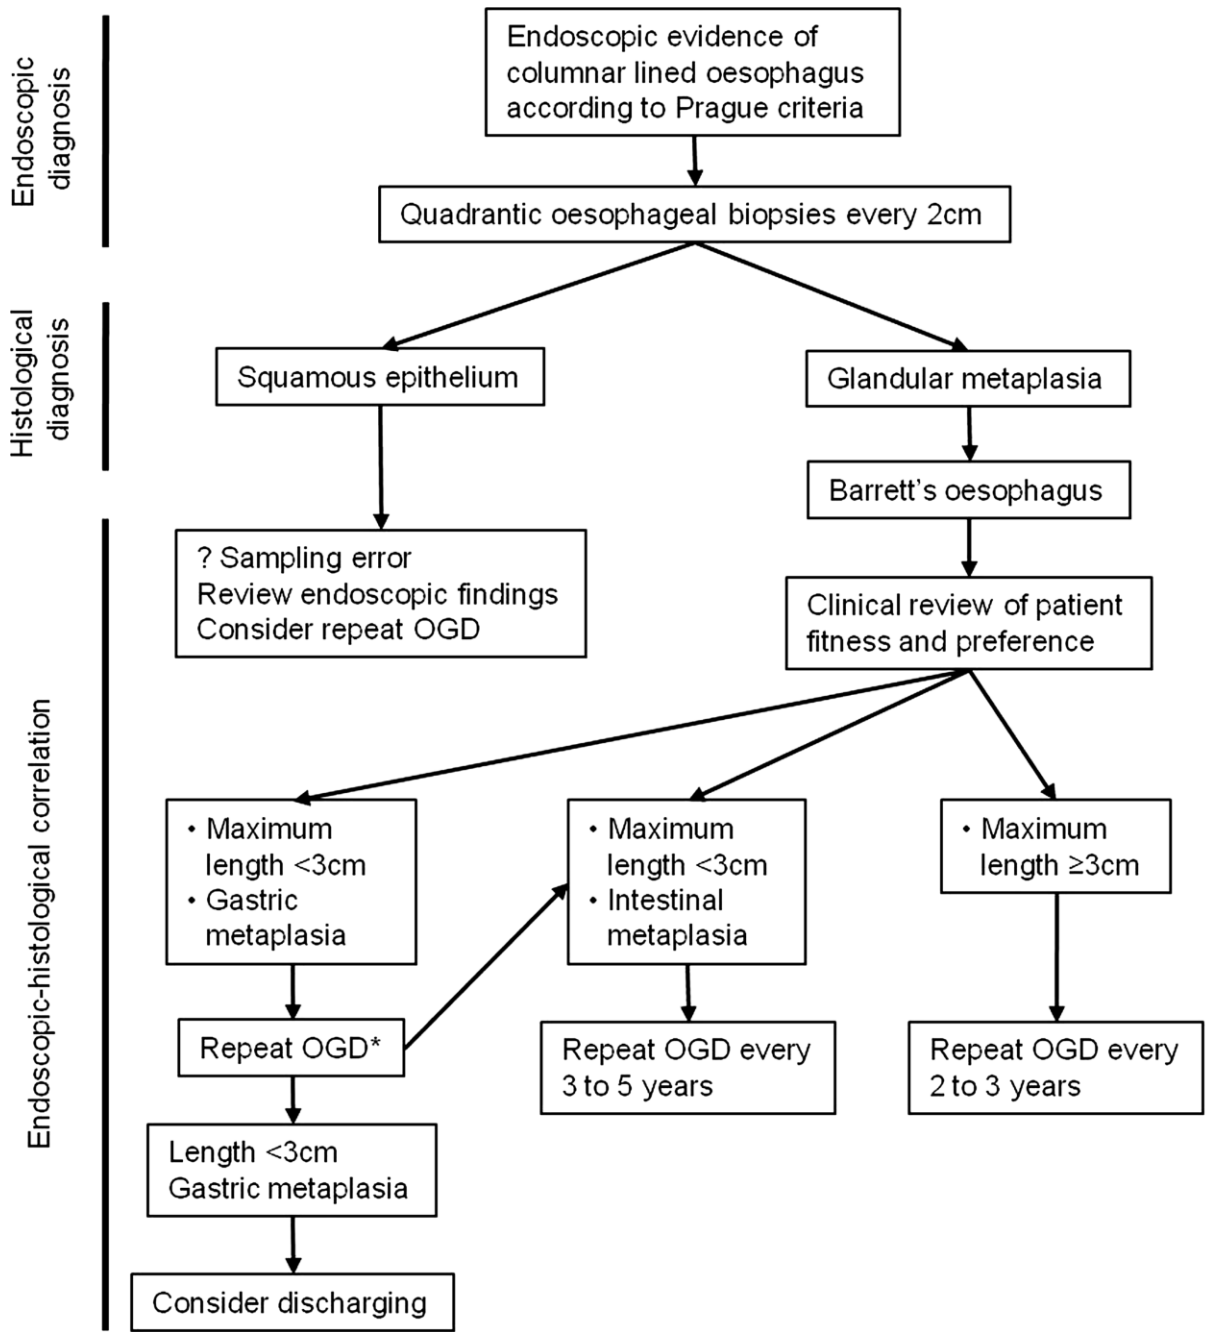 Endoscopic
diagnosis
Endoscopic evidence of
columnar lined oesophagus
according to Prague criteria
Quadrantic oesophageal biopsies every 2cm
Histological
diagnosis
Squamous epithelium
Glandular metaplasia
Barrett's oesophagus
Endoscopic-histological correlation
? Sampling error
Review endoscopic findings
Consider repeat OGD
Clinical review of patient
fitness and preference
• Maximum
length <3cm
• Gastric
metaplasia
• Maximum
length <3cm
• Intestinal
metaplasia
• Maximum
length ≥3cm
Repeat OGD*
Repeat OGD every
3 to 5 years
Repeat OGD every
2 to 3 years
Length <3cm
Gastric metaplasia
Consider discharging